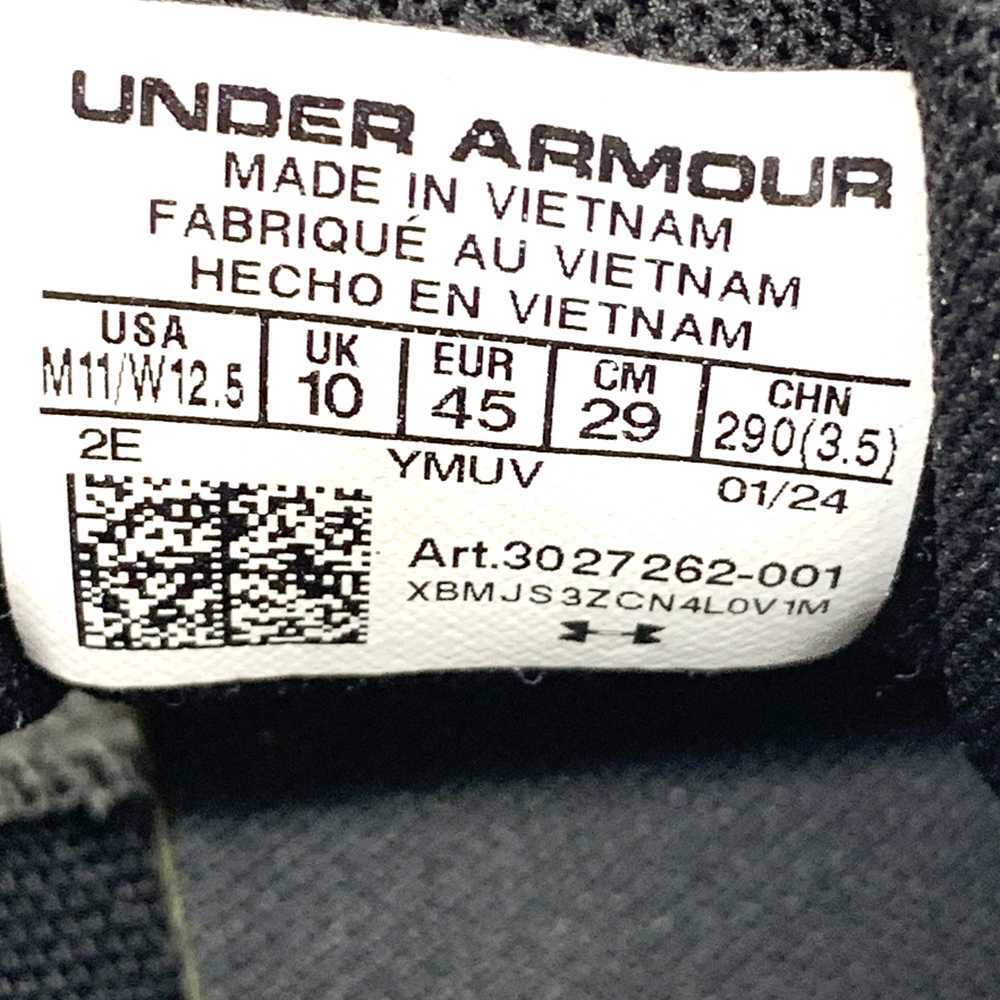 UNDER ARMOUR
MADE IN VIETNAM
FABRIQUÉ AU VIETNAM
HECHO EN VIETNAM
USA UK EUR CM CHN
M11/W12.5 10 45 29 290(3.5)
2E YMUV 01/24
Art.3027262-001
XBMJS3ZCN4L0V1M